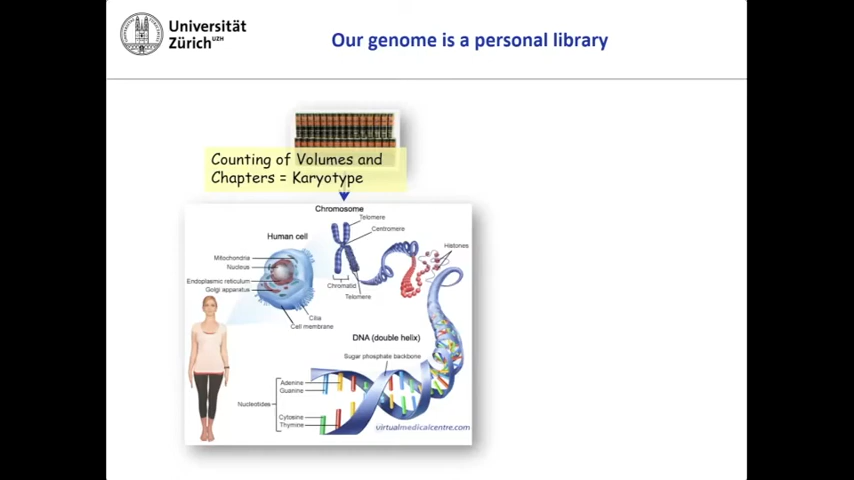 Universität
Zürich UZH
Our genome is a personal library
Counting of Volumes and
Chapters = Karyotype
Chromosome
Telomere
Centromere
Human cell
Histones
Mitochondria
Nucleus
Endoplasmic reticulum
Golgi apparatus
Chromatid
Telomere
Cilia
Cell membrane
DNA (double helix)
Sugar phosphate backbone
Adenine
Guanine
Nucleotides
Cytosine
Thymine
virtualmedicalcentre.com